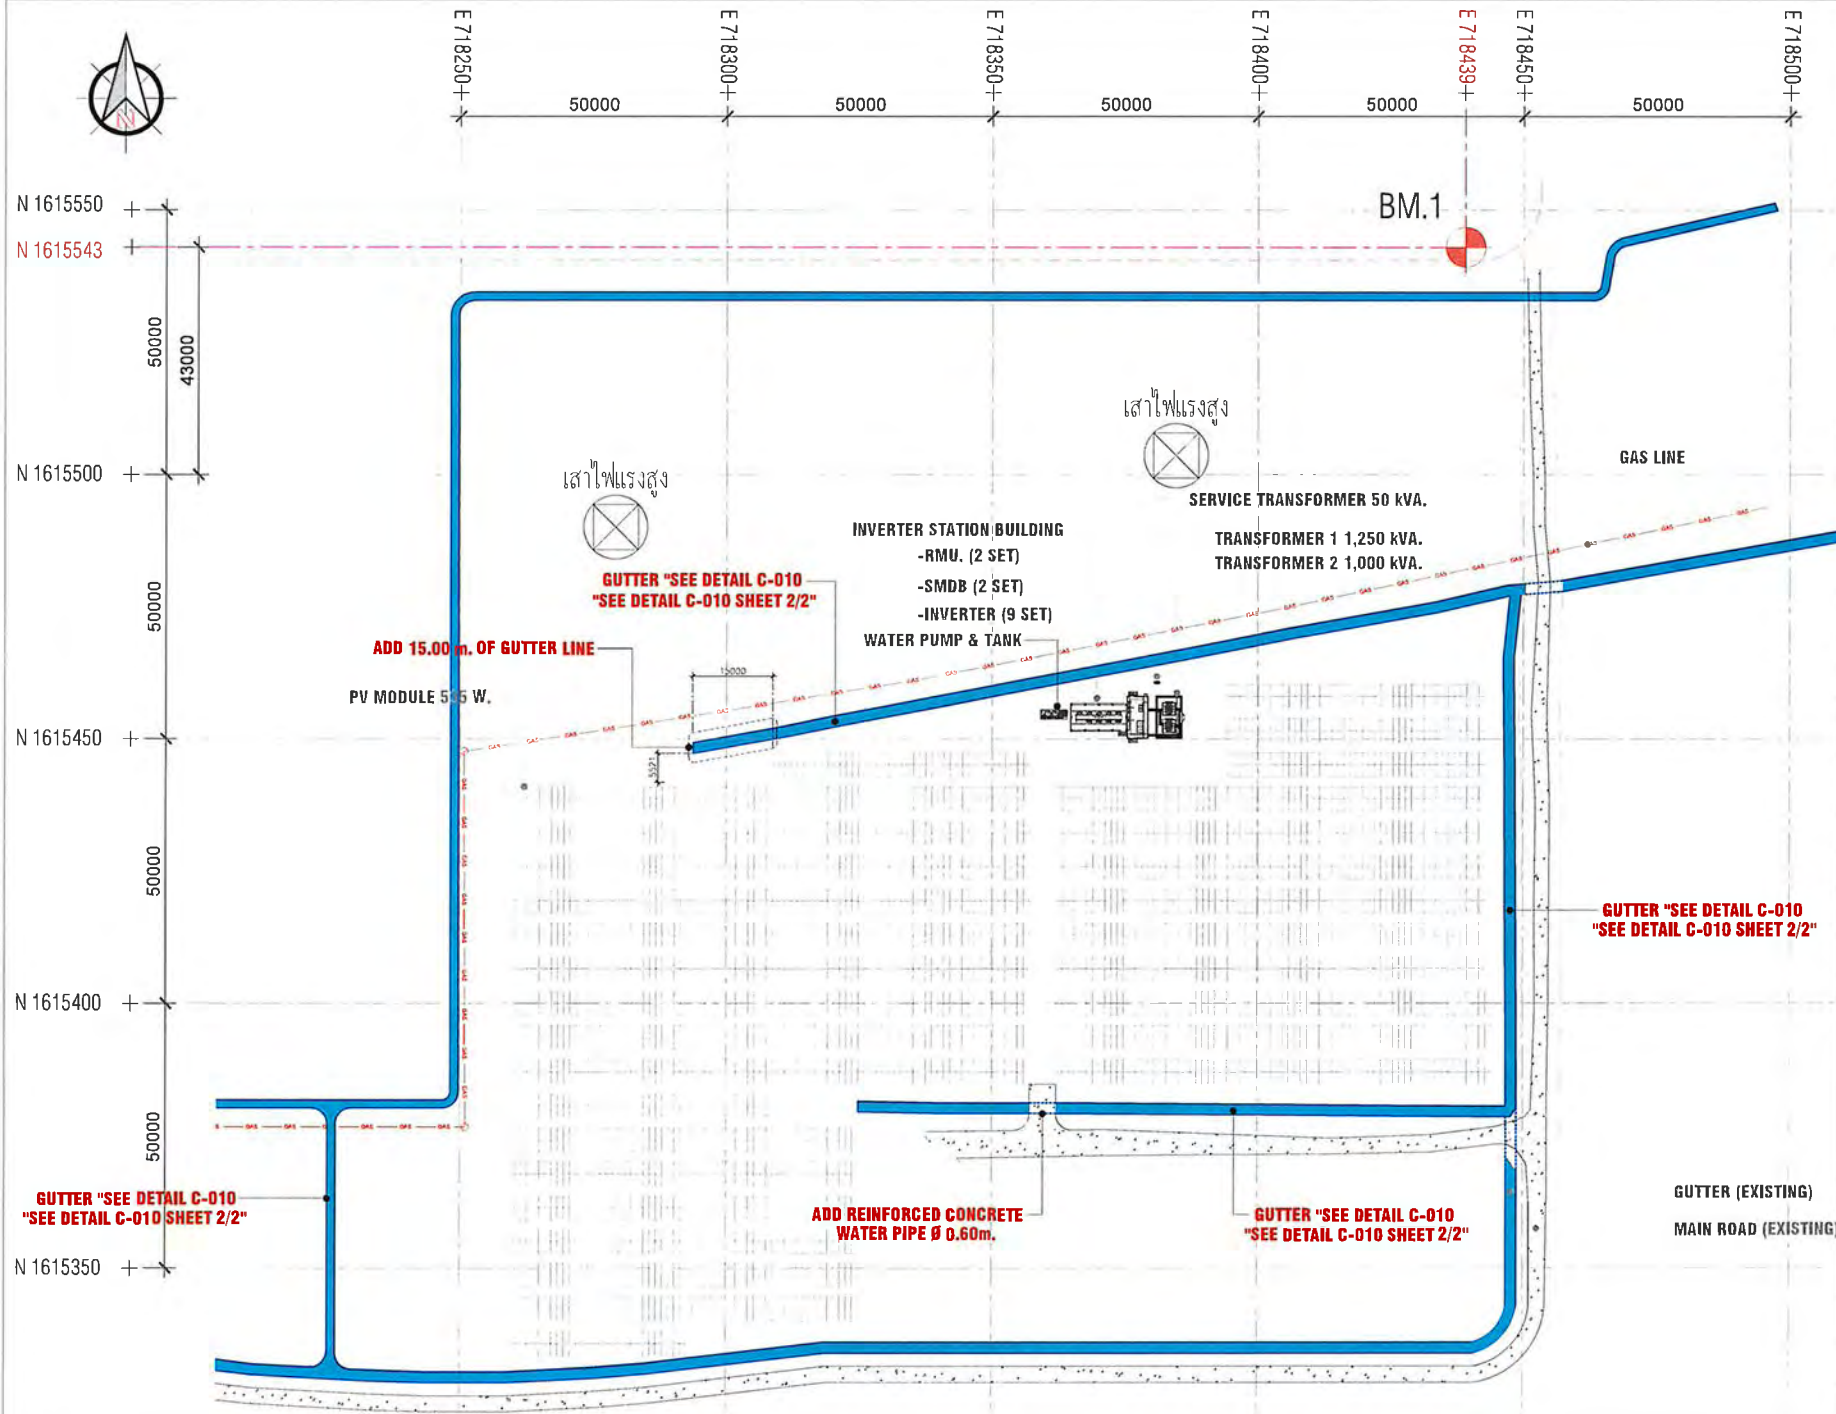 E 718250
E 718300
E 718350
E 718400
E 718439
E 718450
E 718500
50000
50000
50000
50000
50000
N
N 1615550
BM.1
N 1615543
50000
43000
เสาไฟแรงสูง
GAS LINE
N 1615500
เสาไฟแรงสูง
SERVICE TRANSFORMER 50 kVA.
INVERTER STATION BUILDING
TRANSFORMER 1 1,250 kVA.
-RMU. (2 SET)
TRANSFORMER 2 1,000 kVA.
GUTTER "SEE DETAIL C-010
"SEE DETAIL C-010 SHEET 2/2"
-SMDB (2 SET)
50000
-INVERTER (9 SET)
WATER PUMP & TANK
ADD 15.00 m. OF GUTTER LINE
15000
PV MODULE 535 W.
N 1615450
5521
50000
GUTTER "SEE DETAIL C-010
"SEE DETAIL C-010 SHEET 2/2"
N 1615400
50000
GUTTER "SEE DETAIL C-010
"SEE DETAIL C-010 SHEET 2/2"
ADD REINFORCED CONCRETE
WATER PIPE Ø 0.60m.
GUTTER "SEE DETAIL C-010
"SEE DETAIL C-010 SHEET 2/2"
GUTTER (EXISTING)
MAIN ROAD (EXISTING)
N 1615350